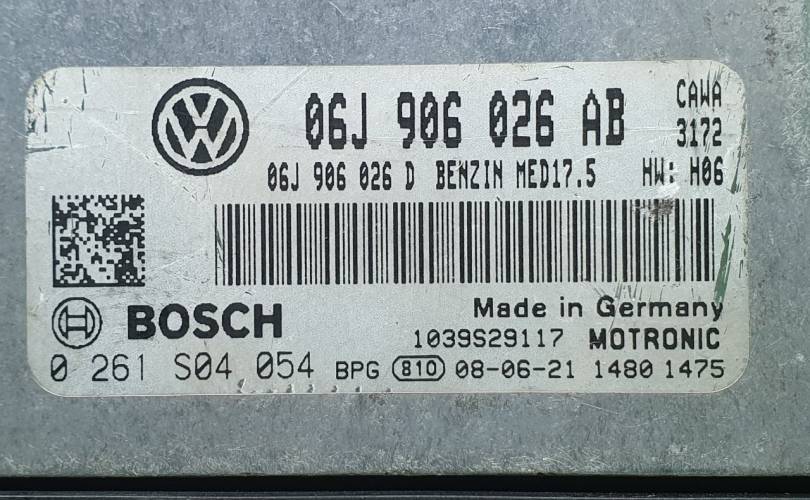 06J 906 026 AB CAWA
3172
06J 906 026 D BENZIN MED17.5 HW: H06
BOSCH
Made in Germany
1039S29117 MOTRONIC
0 261 S04 054 BPG 810 08-06-21 1480 1475